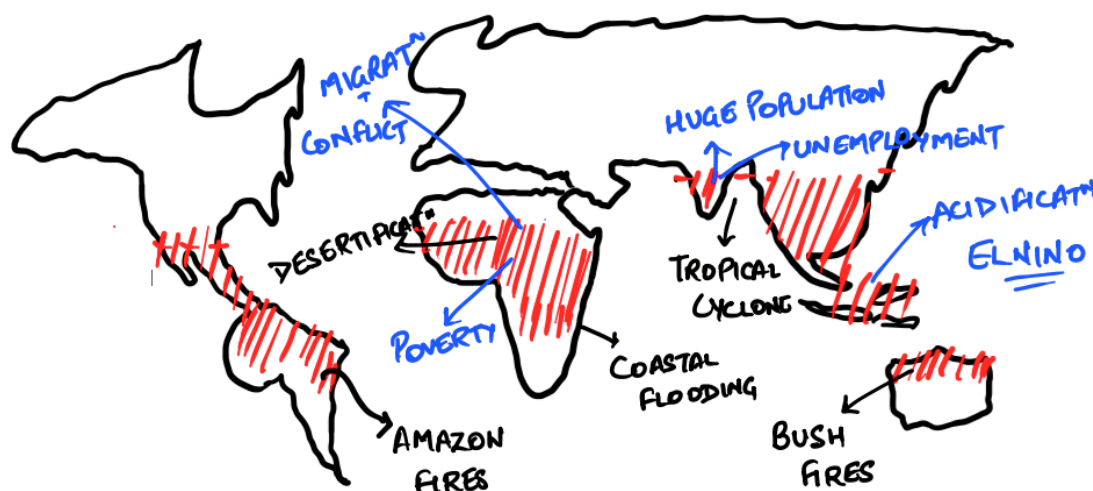 MIGRATN
+
CONFLICT
HUGE POPULATION
UNEMPLOYMENT
ACIDIFICATN
ELNINO
DESERTIFICATN
POVERTY
TROPICAL
CYCLONE
COASTAL
FLOODING
AMAZON
FIRES
BUSH
FIRES